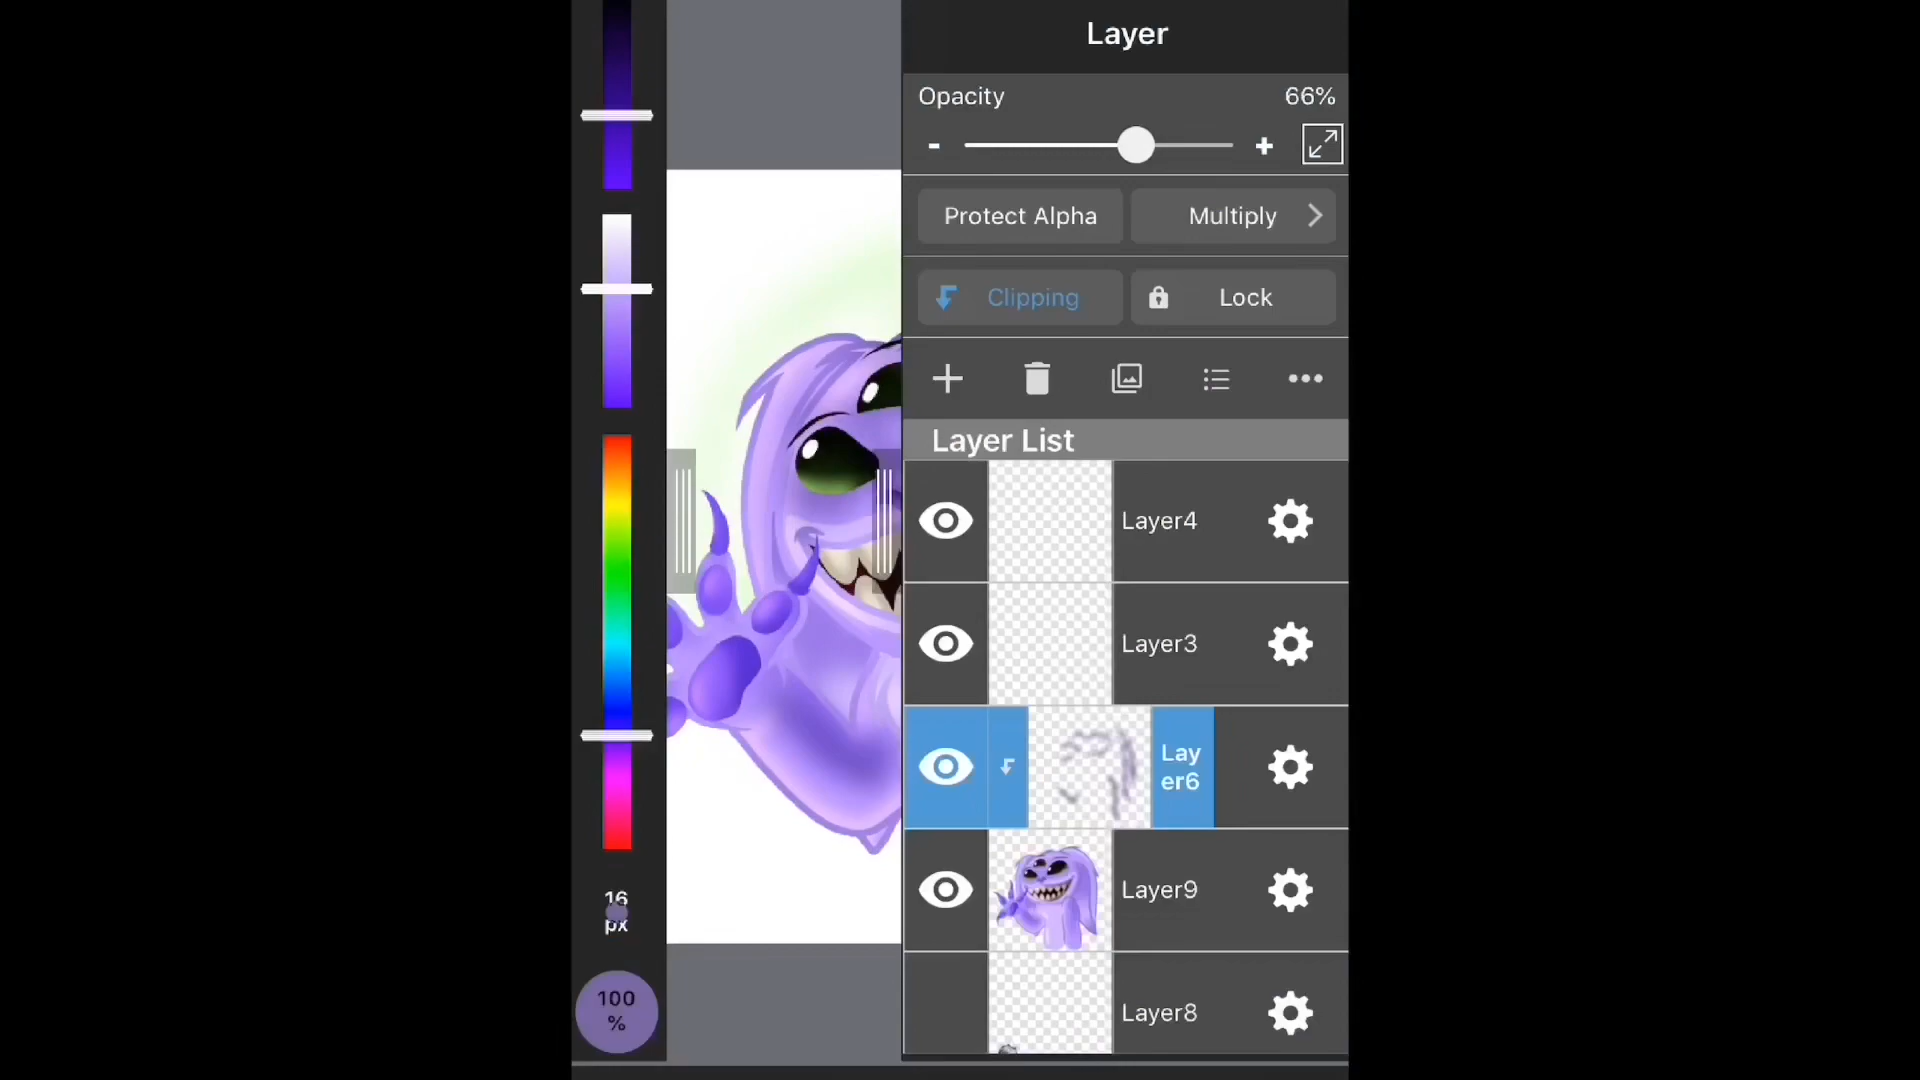 Layer
Opacity 66%
- +
Protect Alpha Multiply
Clipping Lock
Layer List
Layer4
Layer3
Lay
er6
Layer9
Layer8
16
px
100
%